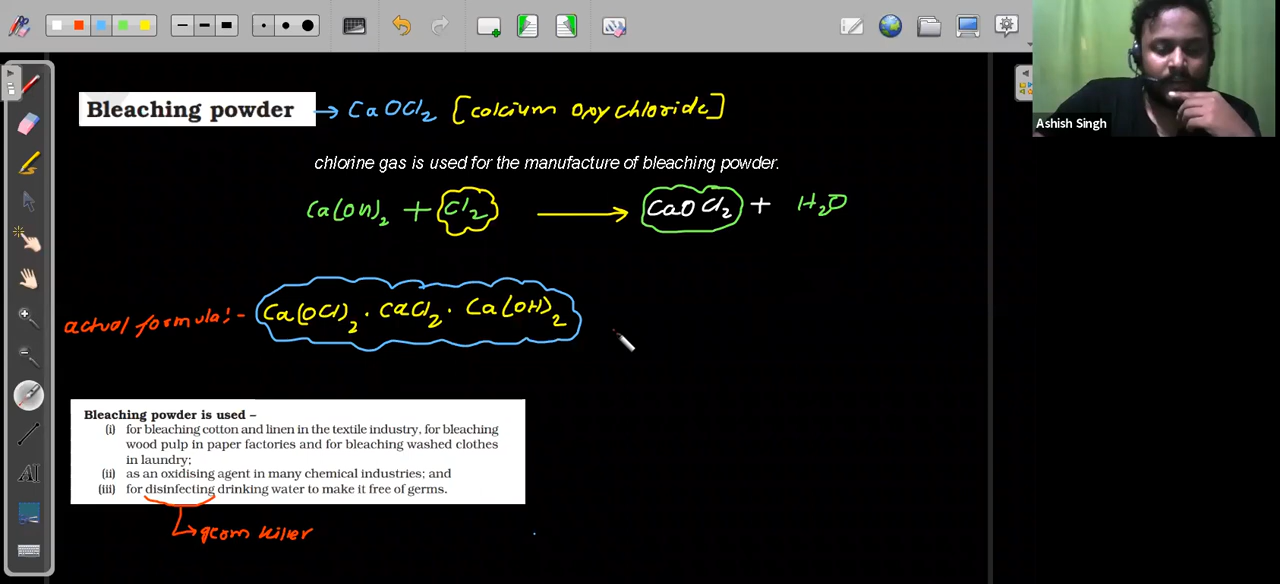 Ashish Singh
Bleaching powder → CaOCl₂ [calcium oxychloride]
chlorine gas is used for the manufacture of bleaching powder.
Ca(OH)₂ + Cl₂ → CaOCl₂ + H₂O
actual formula:- Ca(OCl)₂ · CaCl₂ · Ca(OH)₂
Bleaching powder is used –
(i) for bleaching cotton and linen in the textile industry, for bleaching
wood pulp in paper factories and for bleaching washed clothes
in laundry;
(ii) as an oxidising agent in many chemical industries; and
(iii) for disinfecting drinking water to make it free of germs.
↳ germ killer